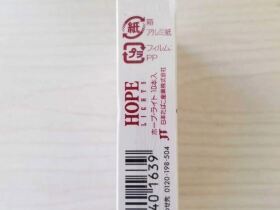 紙
箱
アルミ紙
プラ
フィルム:
PP
HOPE
LIGHTS
ホープ・ライト 10本入
JT 日本たばこ産業株式会社
401639
0120-198-504